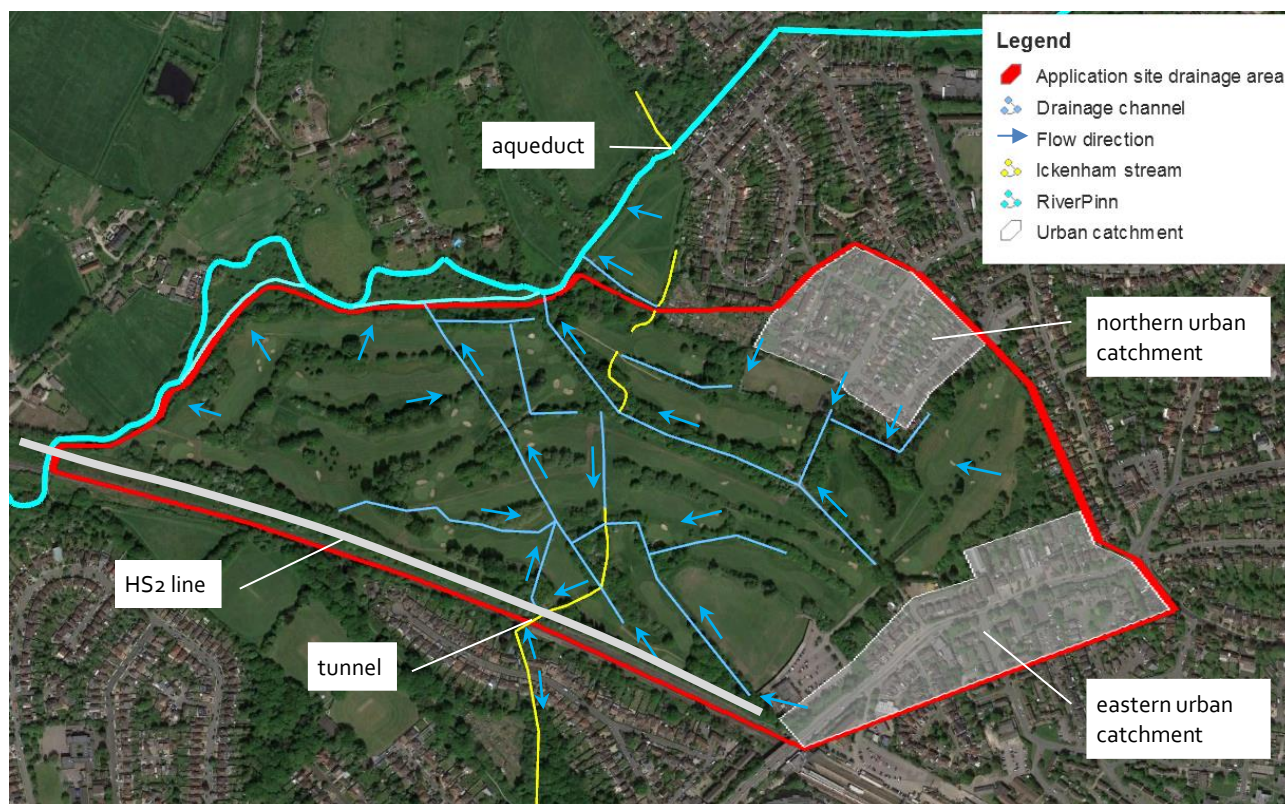 Legend
Application site drainage area
Drainage channel
Flow direction
Ickenham stream
RiverPinn
Urban catchment
aqueduct
northern urban
catchment
HS2 line
tunnel
eastern urban
catchment